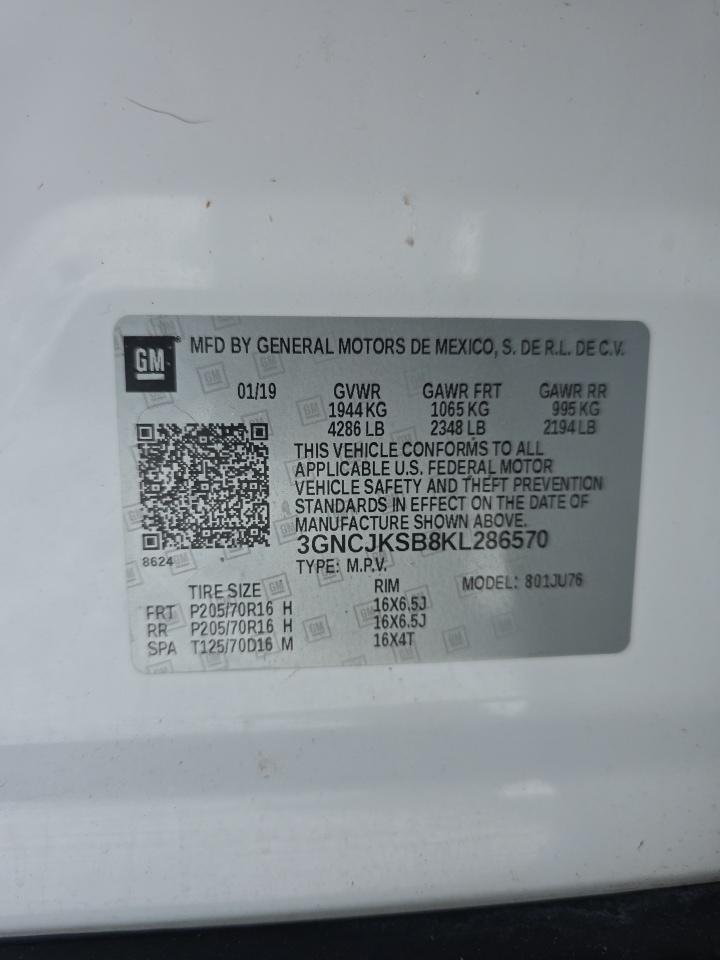 GM MFD BY GENERAL MOTORS DE MEXICO, S. DE R.L. DE C.V.
01/19 GVWR GAWR FRT GAWR RR
1944 KG 1065 KG 995 KG
4286 LB 2348 LB 2194 LB
THIS VEHICLE CONFORMS TO ALL
APPLICABLE U.S. FEDERAL MOTOR
VEHICLE SAFETY AND THEFT PREVENTION
STANDARDS IN EFFECT ON THE DATE OF
MANUFACTURE SHOWN ABOVE.
3GNCJKSB8KL286570
8624 TYPE: M.P.V. MODEL: 801JU76
TIRE SIZE RIM
FRT P205/70R16 H 16X6.5J
RR P205/70R16 H 16X6.5J
SPA T125/70D16 M 16X4T